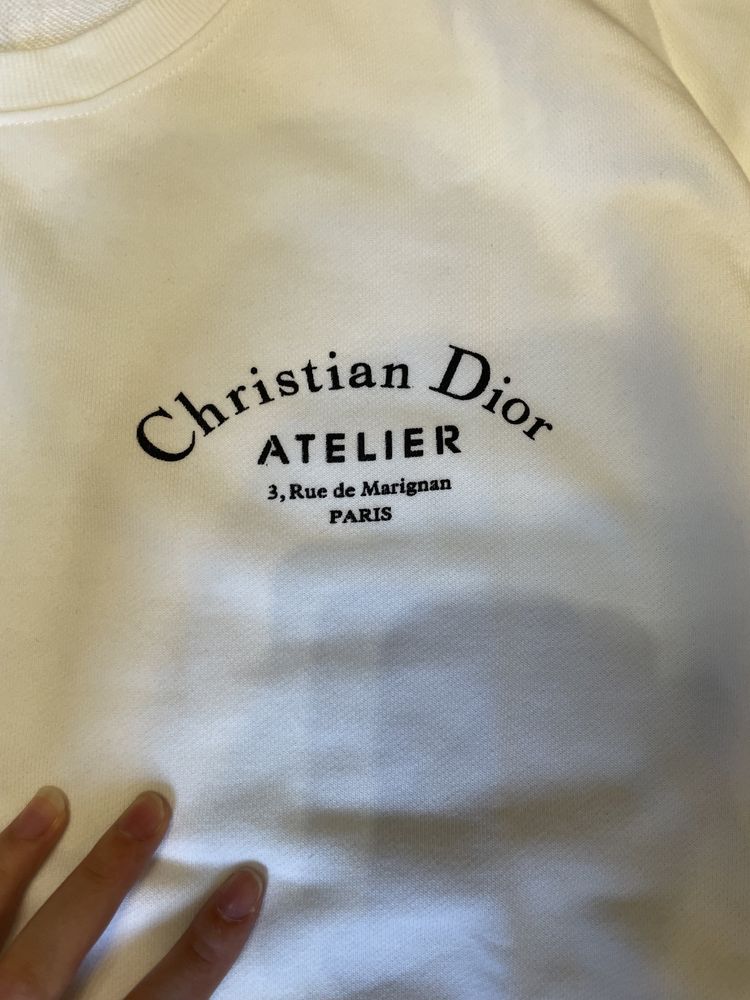 Christian Dior
ATELIER
3, Rue de Marignan
PARIS